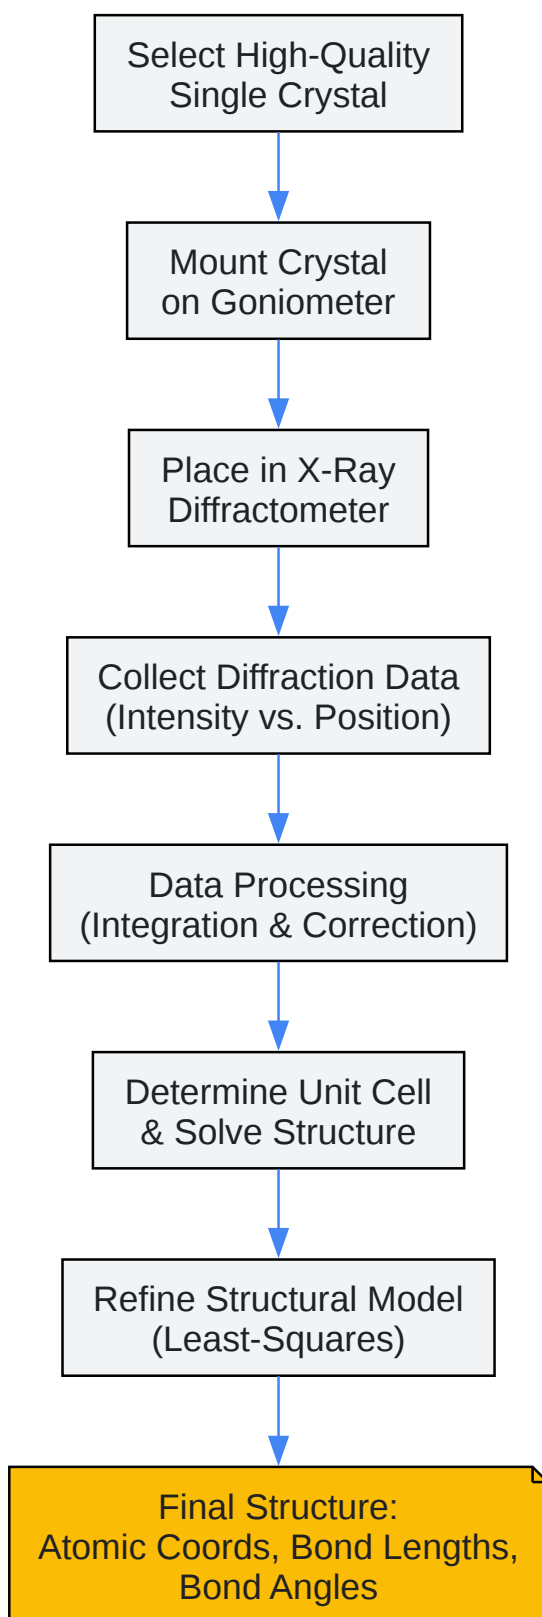 Select High-Quality
Single Crystal
Mount Crystal
on Goniometer
Place in X-Ray
Diffractometer
Collect Diffraction Data
(Intensity vs. Position)
Data Processing
(Integration & Correction)
Determine Unit Cell
& Solve Structure
Refine Structural Model
(Least-Squares)
Final Structure:
Atomic Coords, Bond Lengths,
Bond Angles